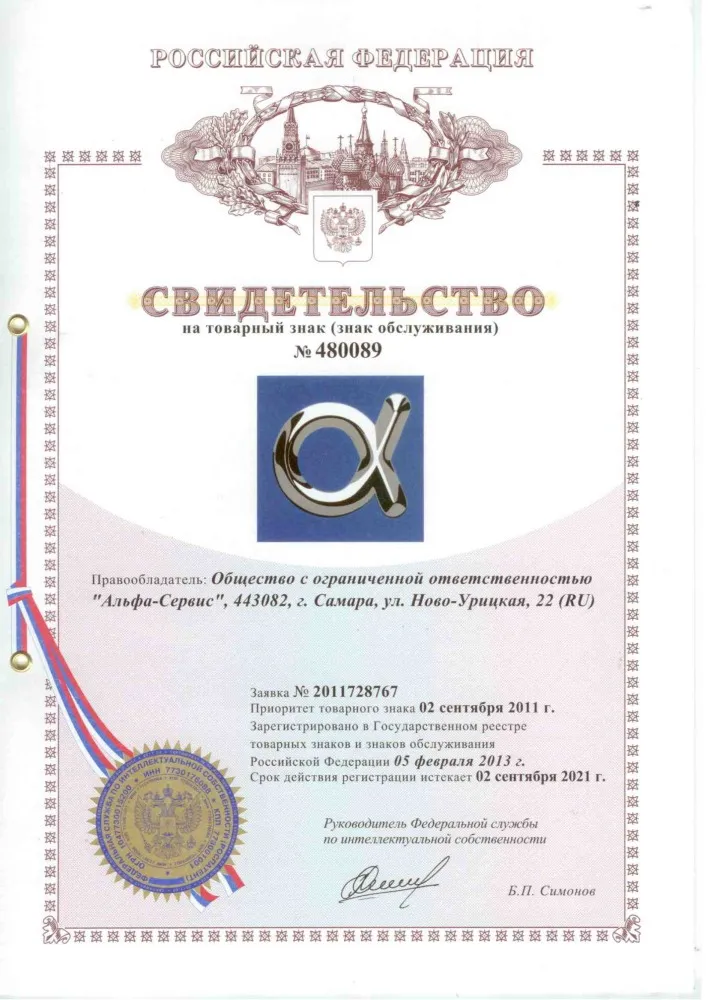 РОССИЙСКАЯ ФЕДЕРАЦИЯ
СВИДЕТЕЛЬСТВО
на товарный знак (знак обслуживания)
№ 480089
Правообладатель: Общество с ограниченной ответственностью
"Альфа-Сервис", 443082, г. Самара, ул. Ново-Урицкая, 22 (RU)
Заявка № 2011728767
Приоритет товарного знака 02 сентября 2011 г.
Зарегистрировано в Государственном реестре
товарных знаков и знаков обслуживания
Российской Федерации 05 февраля 2013 г.
Срок действия регистрации истекает 02 сентября 2021 г.
Руководитель Федеральной службы
по интеллектуальной собственности
Б.П. Симонов
ФЕДЕРАЛЬНАЯ СЛУЖБА ПО ИНТЕЛЛЕКТУАЛЬНОЙ СОБСТВЕННОСТИ (РОСПАТЕНТ)